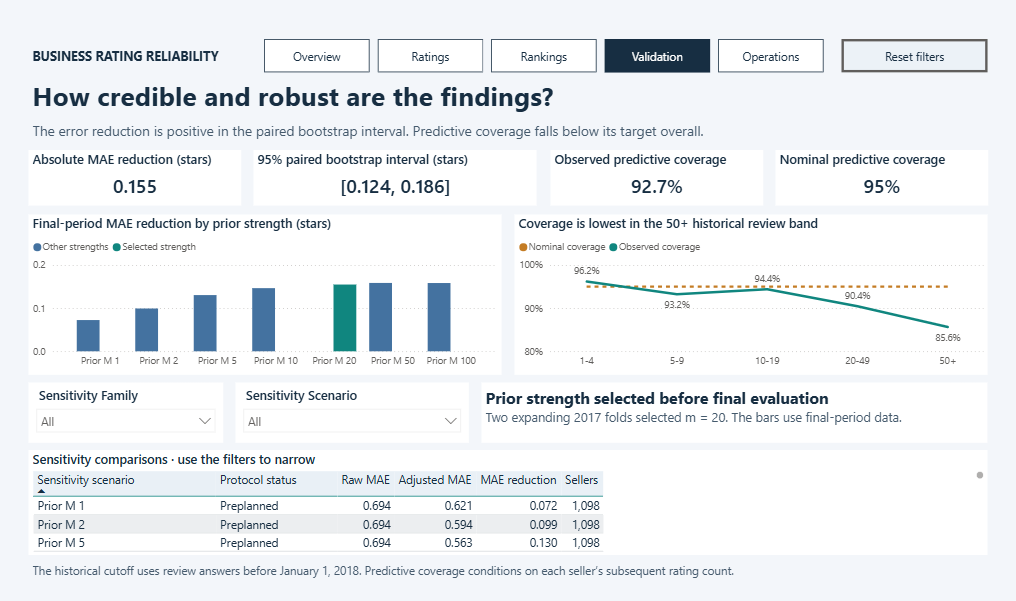 BUSINESS RATING RELIABILITY
Overview
Ratings
Rankings
Validation
Operations
Reset filters
How credible and robust are the findings?
The error reduction is positive in the paired bootstrap interval. Predictive coverage falls below its target overall.
Absolute MAE reduction (stars)
0.155
95% paired bootstrap interval (stars)
[0.124, 0.186]
Observed predictive coverage
92.7%
Nominal predictive coverage
95%
Final-period MAE reduction by prior strength (stars)
Other strengths Selected strength
0.2
0.1
0.0
Prior M 1 Prior M 2 Prior M 5 Prior M 10 Prior M 20 Prior M 50 Prior M 100
Coverage is lowest in the 50+ historical review band
Nominal coverage Observed coverage
100%
90%
80%
96.2%
93.2%
94.4%
90.4%
85.6%
1-4 5-9 10-19 20-49 50+
Sensitivity Family
All
Sensitivity Scenario
All
Prior strength selected before final evaluation
Two expanding 2017 folds selected m = 20. The bars use final-period data.
Sensitivity comparisons · use the filters to narrow
Sensitivity scenario Protocol status Raw MAE Adjusted MAE MAE reduction Sellers
Prior M 1 Preplanned 0.694 0.621 0.072 1,098
Prior M 2 Preplanned 0.694 0.594 0.099 1,098
Prior M 5 Preplanned 0.694 0.563 0.130 1,098
The historical cutoff uses review answers before January 1, 2018. Predictive coverage conditions on each seller's subsequent rating count.